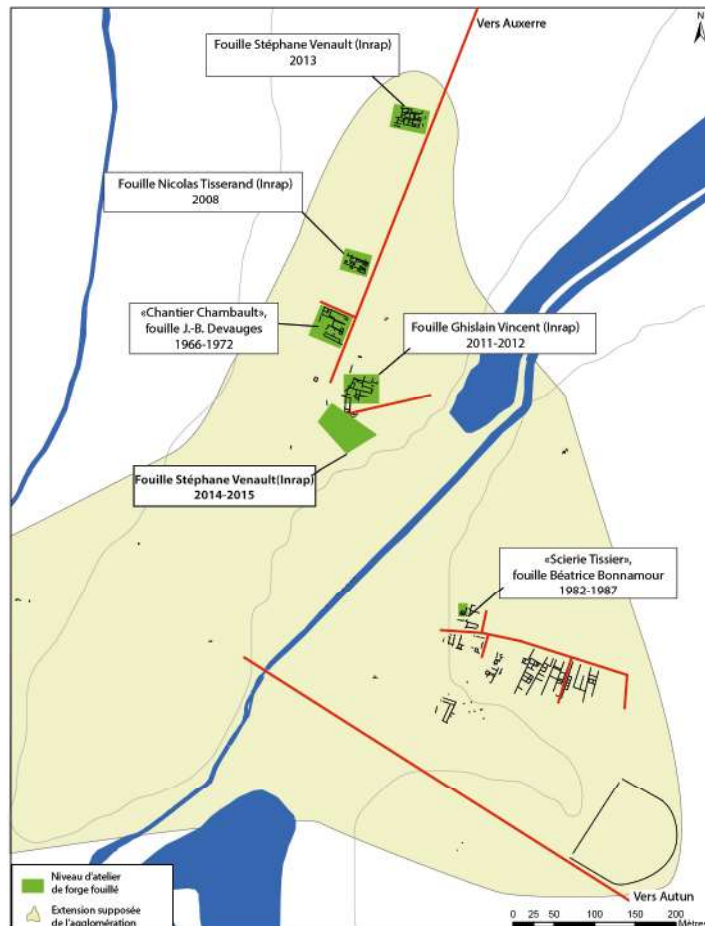 Vers Auxerre
N
Fouille Stéphane Venault (Inrap)
2013
Fouille Nicolas Tisserand (Inrap)
2008
«Chantier Chambault»,
fouille J.-B. Devauges
1966-1972
Fouille Ghislain Vincent (Inrap)
2011-2012
Fouille Stéphane Venault(Inrap)
2014-2015
«Scierie Tissier»,
fouille Béatrice Bonnamour
1982-1987
Vers Autun
Niveau d'atelier
de forge fouillé
Extension supposée
de l'agglomération
0 25 50 100 150 200
Mètres